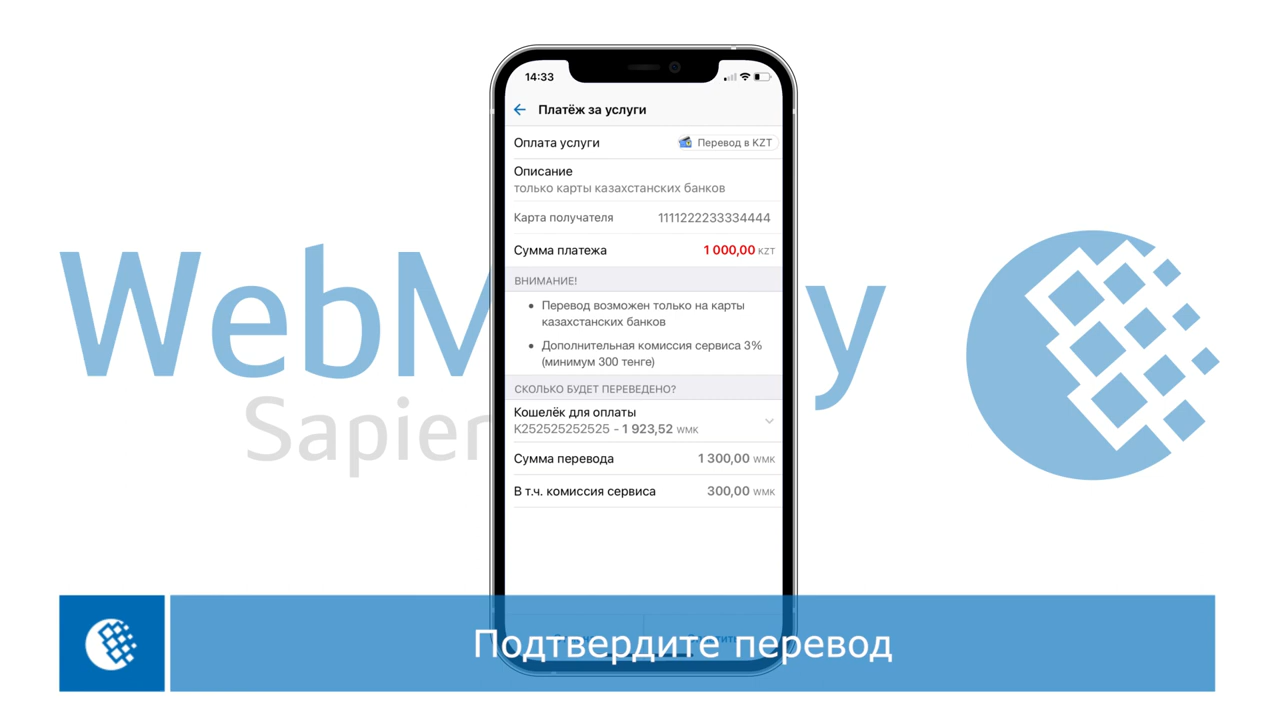 14:33
Платёж за услуги
Оплата услуги Перевод в KZT
Описание
только карты казахстанских банков
Карта получателя 1111222233334444
Сумма платежа 1 000,00 KZT
ВНИМАНИЕ!
• Перевод возможен только на карты
казахстанских банков
• Дополнительная комиссия сервиса 3%
(минимум 300 тенге)
СКОЛЬКО БУДЕТ ПЕРЕВЕДЕНО?
Кошелёк для оплаты
K252525252525 - 1 923,52 WMK
Сумма перевода 1 300,00 WMK
В т.ч. комиссия сервиса 300,00 WMK
WebM y
Sapien
Подтвердите перевод